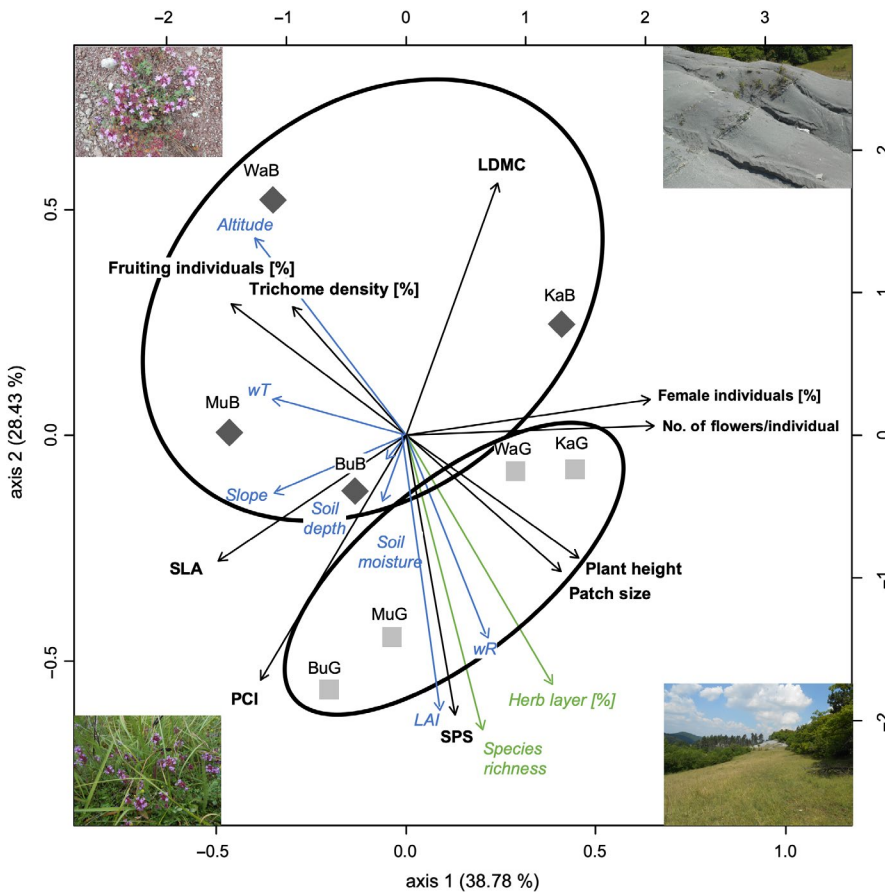 −2 −1 0 1 2 3
LDMC
WaB
Altitude
Fruiting individuals [%]
Trichome density [%]
KaB
wT
MuB
Female individuals [%]
No. of flowers/individual
WaG
KaG
BuB
Slope
Soil
depth
Soil
moisture
SLA
Plant height
Patch size
MuG
wR
BuG
PCI
Herb layer [%]
LAI
SPS
Species
richness
0.5
0.0
−0.5
axis 2 (28.43 %)
2
1
0
−1
−2
−0.5 0.0 0.5 1.0
axis 1 (38.78 %)